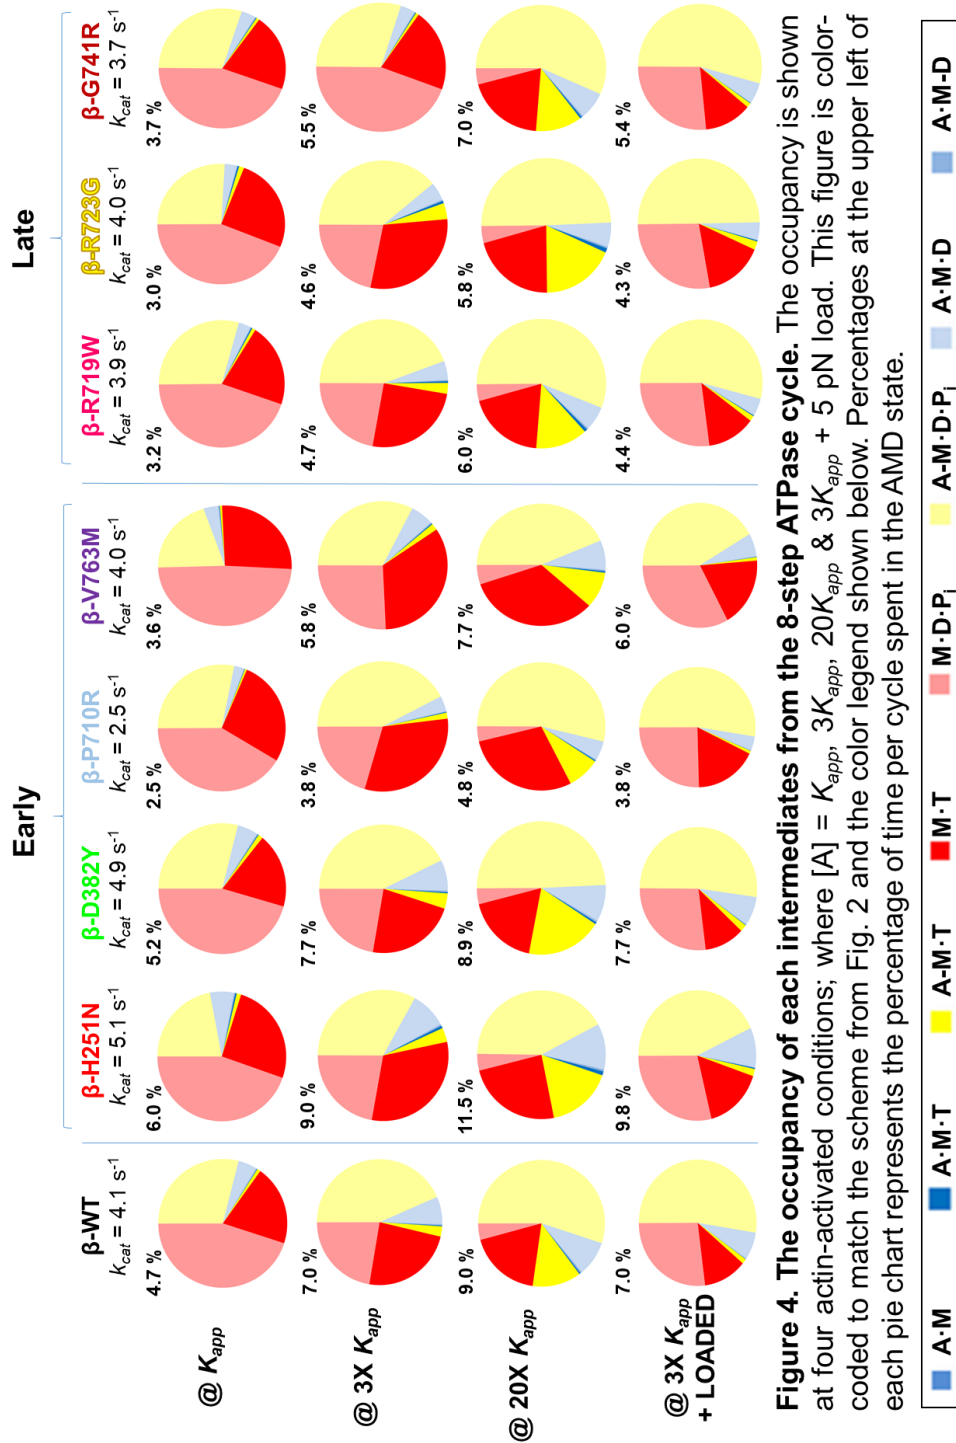 Early
Late
β-WT
kcat = 4.1 s-1
β-H251N
kcat = 5.1 s-1
β-D382Y
kcat = 4.9 s-1
β-P710R
kcat = 2.5 s-1
β-V763M
kcat = 4.0 s-1
β-R719W
kcat = 3.9 s-1
β-R723G
kcat = 4.0 s-1
β-G741R
kcat = 3.7 s-1
@ Kapp
4.7 %
6.0 %
5.2 %
2.5 %
3.6 %
3.2 %
3.0 %
3.7 %
@ 3X Kapp
7.0 %
9.0 %
7.7 %
3.8 %
5.8 %
4.7 %
4.6 %
5.5 %
@ 20X Kapp
9.0 %
11.5 %
8.9 %
4.8 %
7.7 %
6.0 %
5.8 %
7.0 %
@ 3X Kapp
+ LOADED
7.0 %
9.8 %
7.7 %
3.8 %
6.0 %
4.4 %
4.3 %
5.4 %
Figure 4. The occupancy of each intermediates from the 8-step ATPase cycle. The occupancy is shown
at four actin-activated conditions; where [A] = Kapp, 3Kapp, 20Kapp & 3Kapp + 5 pN load. This figure is color-
coded to match the scheme from Fig. 2 and the color legend shown below. Percentages at the upper left of
each pie chart represents the percentage of time per cycle spent in the AMD state.
A·M
A·M·T
A-M-T
M·T
M·D·Pi
A-M·D·Pi
A·M·D
A·M-D